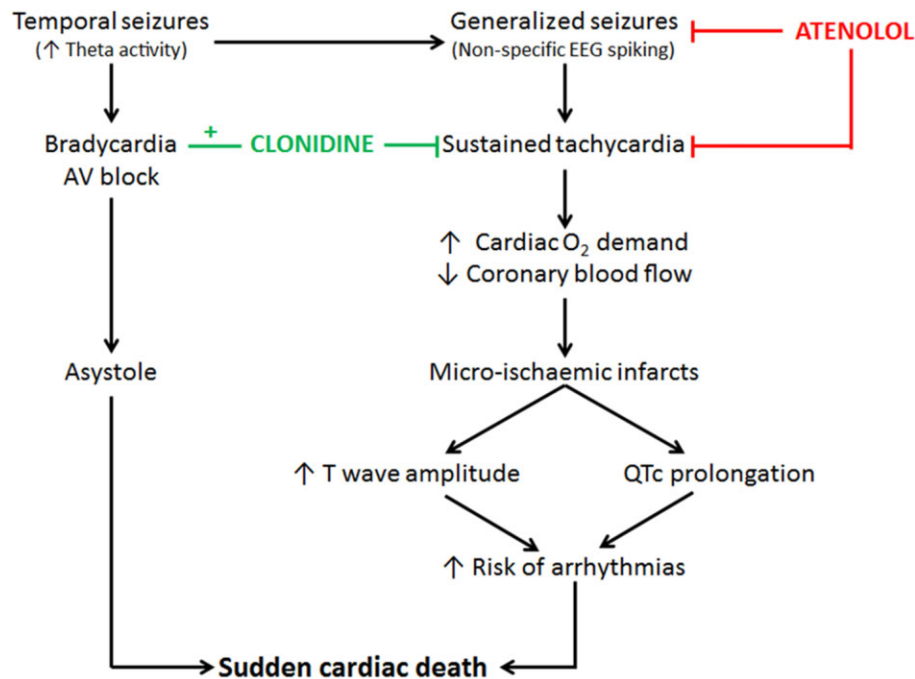 Temporal seizures
(↑ Theta activity)
Generalized seizures
(Non-specific EEG spiking)
ATENOLOL
Bradycardia
AV block
+
CLONIDINE
Sustained tachycardia
↑ Cardiac O₂ demand
↓ Coronary blood flow
Asystole
Micro-ischaemic infarcts
↑ T wave amplitude
QTc prolongation
↑ Risk of arrhythmias
Sudden cardiac death